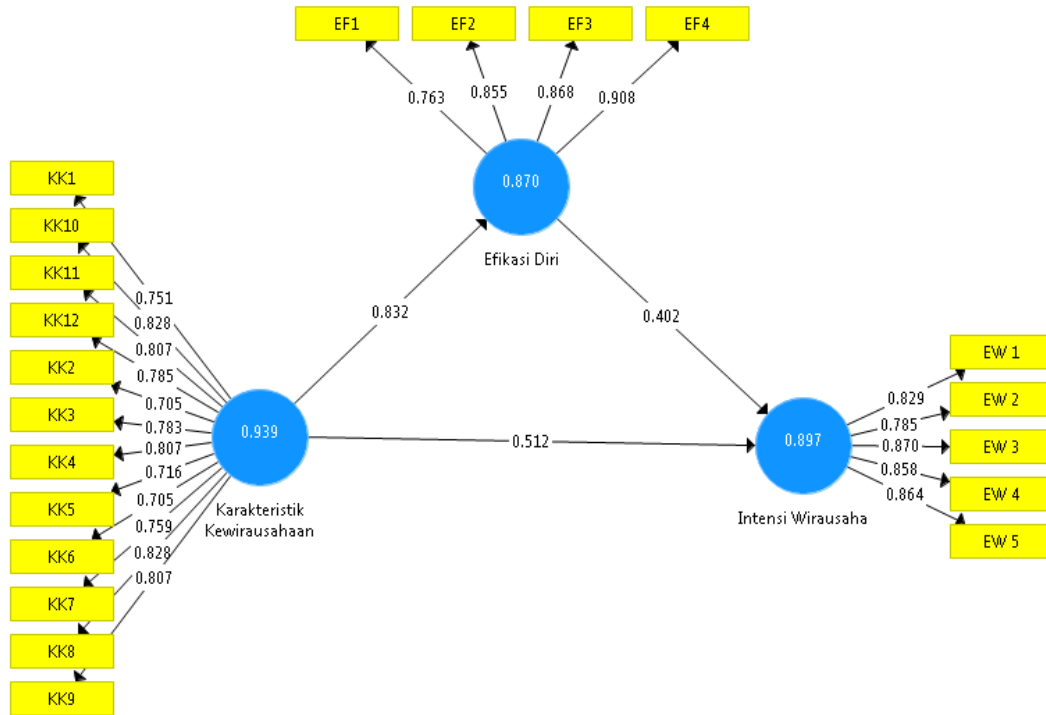 EF1
EF2
EF3
EF4
0.763
0.855
0.868
0.908
0.870
Efikasi Diri
KK1
KK10
KK11
KK12
KK2
KK3
KK4
KK5
KK6
KK7
KK8
KK9
0.751
0.828
0.807
0.785
0.705
0.783
0.807
0.716
0.705
0.759
0.828
0.807
0.939
Karakteristik
Kewirausahaan
0.832
0.402
0.512
0.897
Intensi Wirausaha
0.829
0.785
0.870
0.858
0.864
EW 1
EW 2
EW 3
EW 4
EW 5